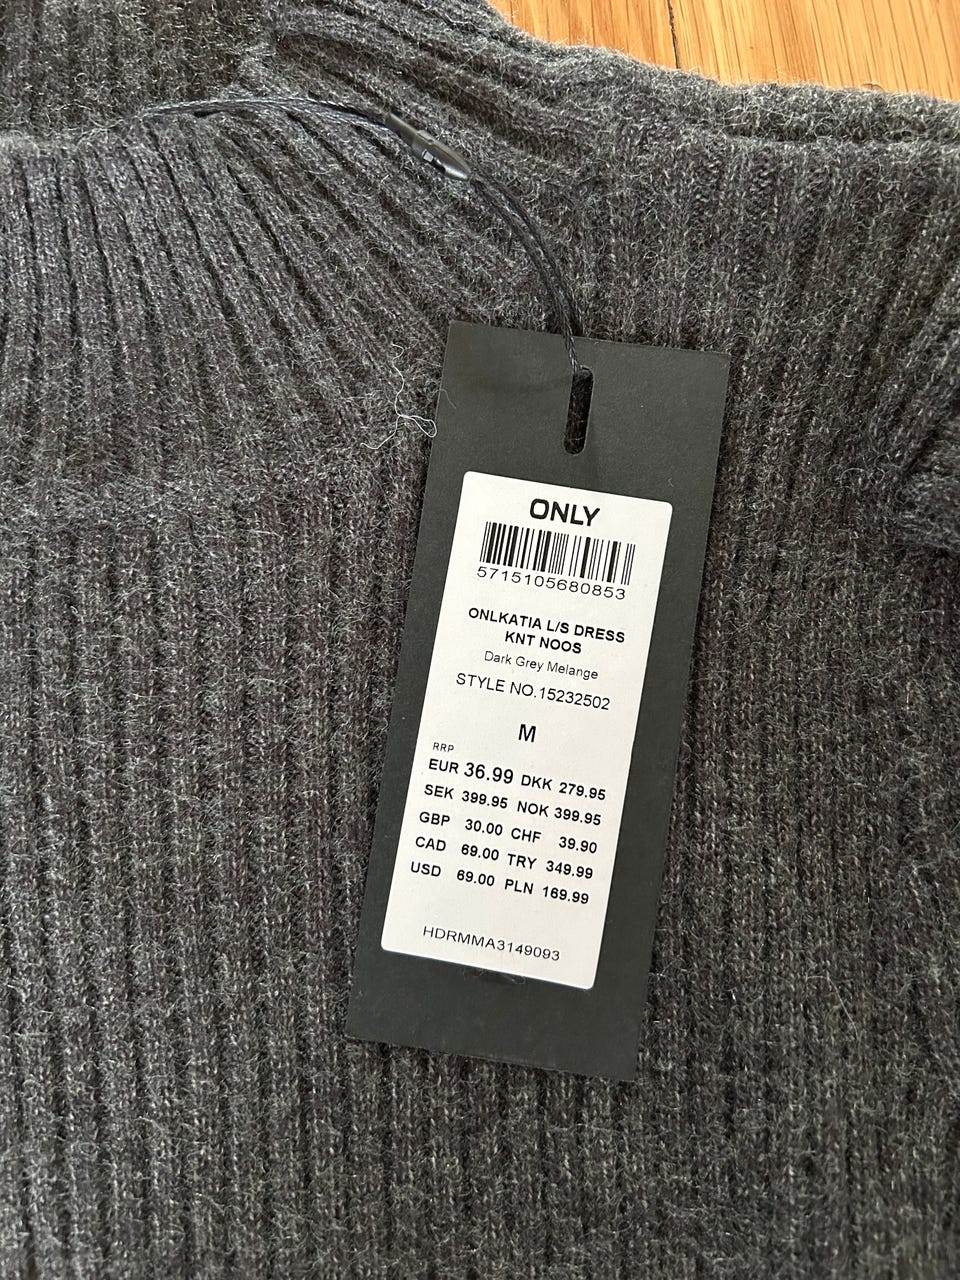 ONLY
5715105680853
ONLKATIA L/S DRESS
KNT NOOS
Dark Grey Melange
STYLE NO.15232502
M
RRP
EUR 36.99 DKK 279.95
SEK 399.95 NOK 399.95
GBP 30.00 CHF 39.90
CAD 69.00 TRY 349.99
USD 69.00 PLN 169.99
HDRMMA3149093